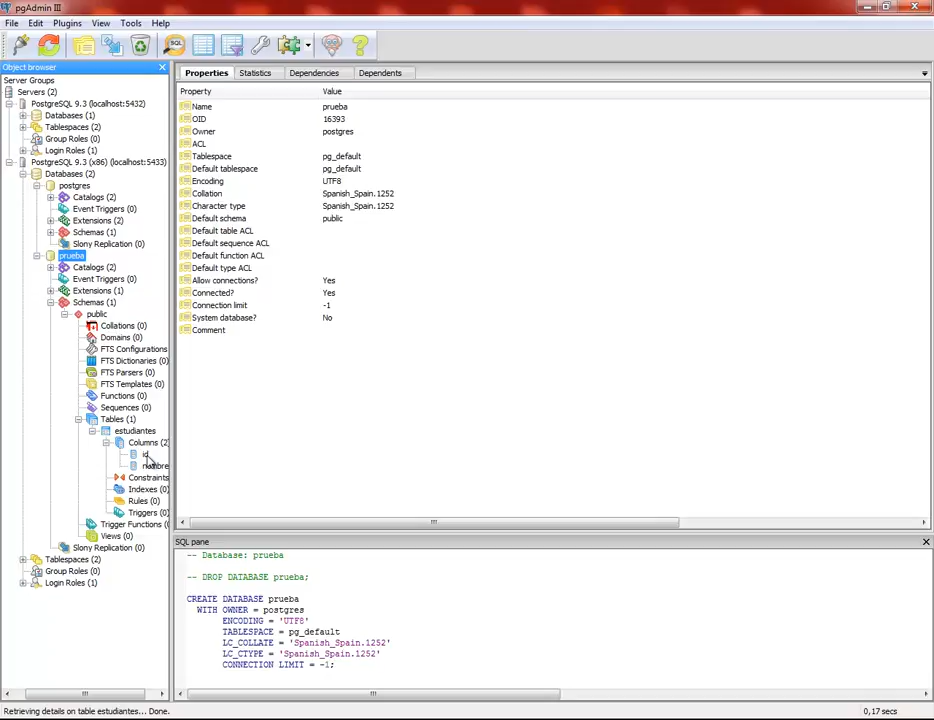 pgAdmin III
File Edit Plugins View Tools Help
SQL
Object browser
Server Groups
Servers (2)
PostgreSQL 9.3 (localhost:5432)
Databases (1)
Tablespaces (2)
Group Roles (0)
Login Roles (1)
PostgreSQL 9.3 (x86) (localhost:5433)
Databases (2)
postgres
Catalogs (2)
Event Triggers (0)
Extensions (2)
Schemas (1)
Slony Replication (0)
prueba
Catalogs (2)
Event Triggers (0)
Extensions (1)
Schemas (1)
public
Collations (0)
Domains (0)
FTS Configurations
FTS Dictionaries (0)
FTS Parsers (0)
FTS Templates (0)
Functions (0)
Sequences (0)
Tables (1)
estudiantes
Columns (2
id
nombre
Constraints
Indexes (0)
Rules (0)
Triggers (0)
Trigger Functions (
Views (0)
Slony Replication (0)
Tablespaces (2)
Group Roles (0)
Login Roles (1)
Properties Statistics Dependencies Dependents
Property Value
Name prueba
OID 16393
Owner postgres
ACL
Tablespace pg_default
Default tablespace pg_default
Encoding UTF8
Collation Spanish_Spain.1252
Character type Spanish_Spain.1252
Default schema public
Default table ACL
Default sequence ACL
Default function ACL
Default type ACL
Allow connections? Yes
Connected? Yes
Connection limit -1
System database? No
Comment
SQL pane
-- Database: prueba
-- DROP DATABASE prueba;
CREATE DATABASE prueba
WITH OWNER = postgres
ENCODING = 'UTF8'
TABLESPACE = pg_default
LC_COLLATE = 'Spanish_Spain.1252'
LC_CTYPE = 'Spanish_Spain.1252'
CONNECTION LIMIT = -1;
Retrieving details on table estudiantes... Done. 0,17 secs